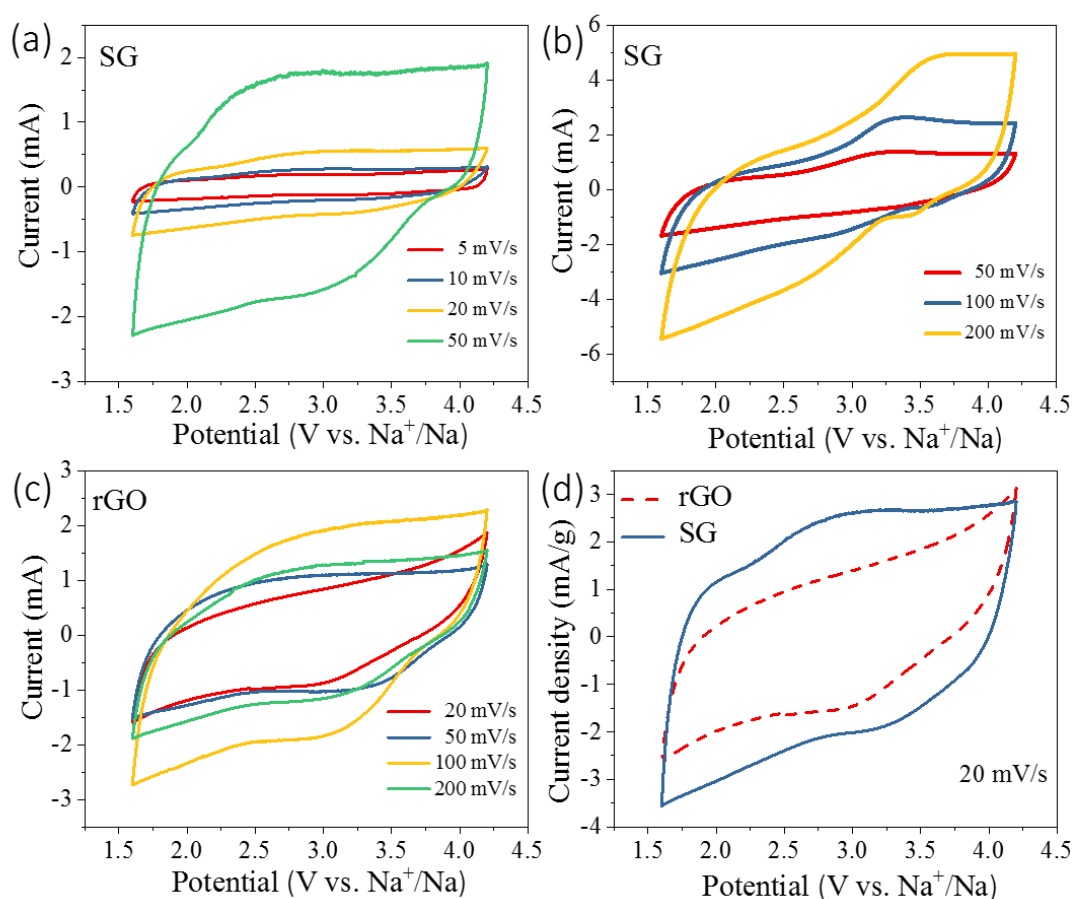 (a)
SG
Current (mA)
2
1
0
-1
-2
-3
5 mV/s
10 mV/s
20 mV/s
50 mV/s
1.5 2.0 2.5 3.0 3.5 4.0 4.5
Potential (V vs. Na⁺/Na)
(b)
SG
Current (mA)
6
4
2
0
-2
-4
-6
50 mV/s
100 mV/s
200 mV/s
1.5 2.0 2.5 3.0 3.5 4.0 4.5
Potential (V vs. Na⁺/Na)
(c)
rGO
Current (mA)
3
2
1
0
-1
-2
-3
20 mV/s
50 mV/s
100 mV/s
200 mV/s
1.5 2.0 2.5 3.0 3.5 4.0 4.5
Potential (V vs. Na⁺/Na)
(d)
rGO
SG
Current density (mA/g)
3
2
1
0
-1
-2
-3
-4
20 mV/s
1.5 2.0 2.5 3.0 3.5 4.0 4.5
Potential (V vs. Na⁺/Na)